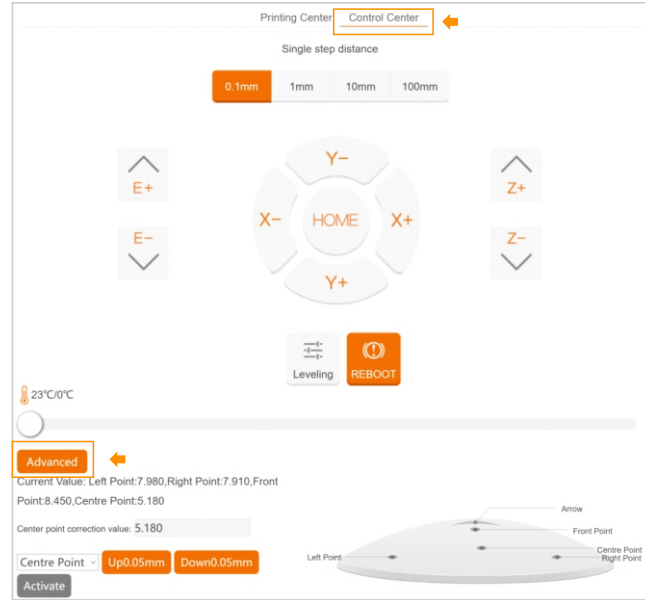 Printing Center Control Center
Single step distance
0.1mm 1mm 10mm 100mm
Y−
E+ Z+
X− HOME X+
E− Z−
Y+
Leveling REBOOT
23℃/0℃
Advanced
Current Value: Left Point:7.980,Right Point:7.910,Front
Point:8.450,Centre Point:5.180
Arrow
Center point correction value: 5.180
Front Point
Centre Point
Left Point
Right Point
Centre Point Up0.05mm Down0.05mm
Activate